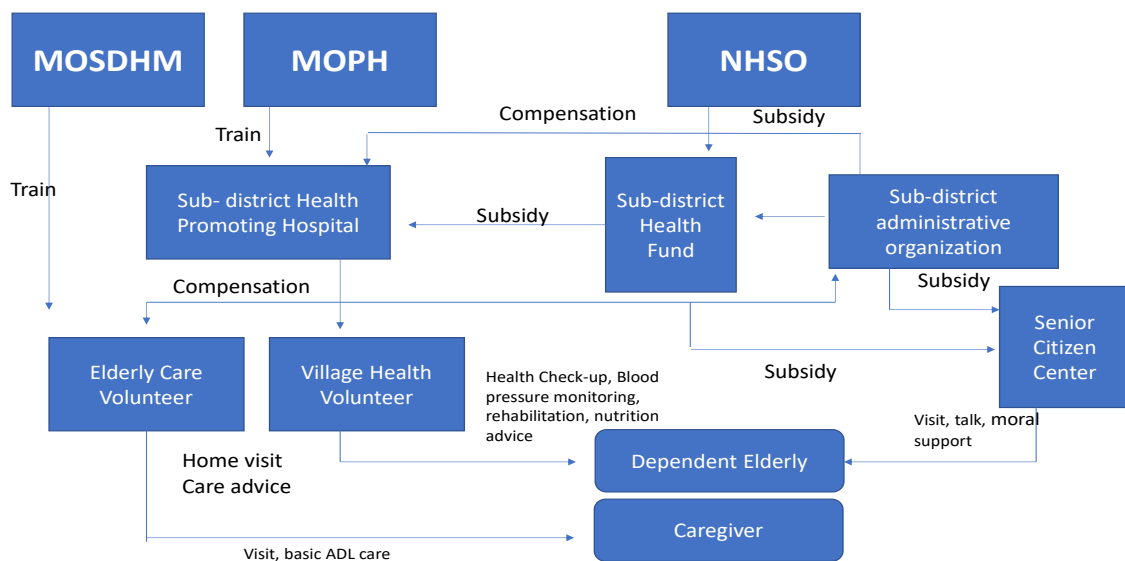 MOSDHM
MOPH
NHSO
Compensation
Subsidy
Train
Train
Sub- district Health
Promoting Hospital
Subsidy
Sub-district
Health
Fund
Sub-district
administrative
organization
Compensation
Subsidy
Senior
Citizen
Center
Elderly Care
Volunteer
Village Health
Volunteer
Subsidy
Health Check-up, Blood
pressure monitoring,
rehabilitation, nutrition
advice
Visit, talk, moral
support
Home visit
Care advice
Dependent Elderly
Caregiver
Visit, basic ADL care